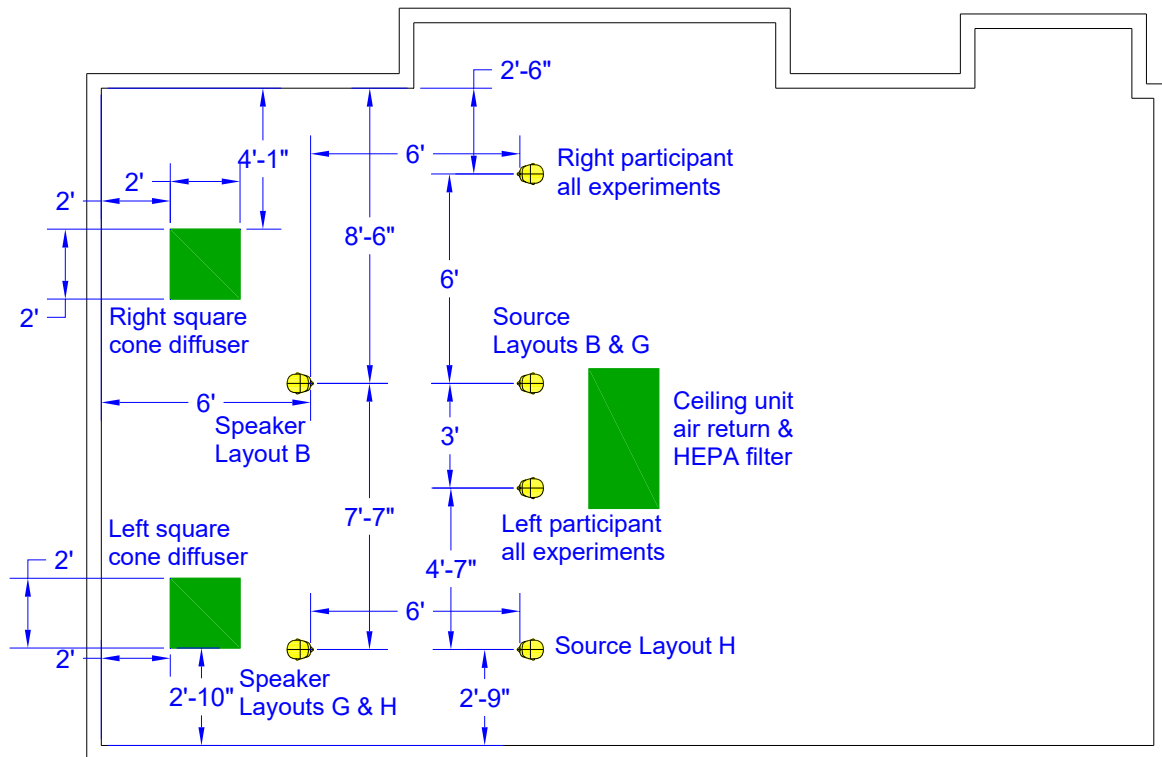 2'-6"
4'-1"
6'
Right participant
all experiments
2'
2'
8'-6"
6'
2'
Right square
cone diffuser
Source
Layouts B & G
6'
Speaker
Layout B
Ceiling unit
air return &
HEPA filter
3'
7'-7"
Left square
cone diffuser
Left participant
all experiments
2'
4'-7"
6'
Source Layout H
2'
2'-10"
Speaker
Layouts G & H
2'-9"